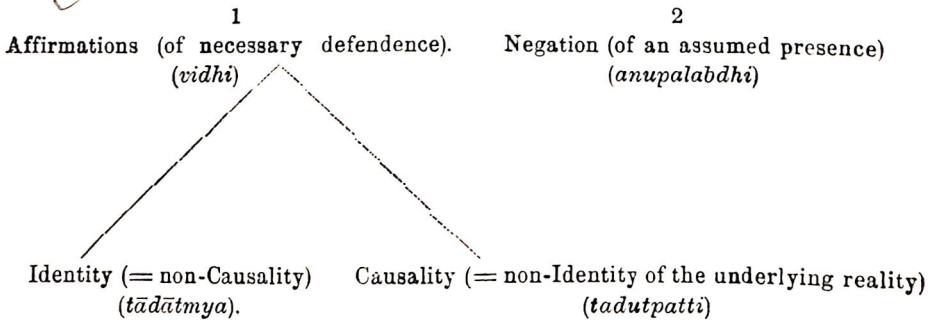 1
Affirmations (of necessary defendence).
(vidhi)
2
Negation (of an assumed presence)
(anupalabdhi)
Identity (= non-Causality)
(tādātmya).
Causality (= non-Identity of the underlying reality)
(tadutpatti)